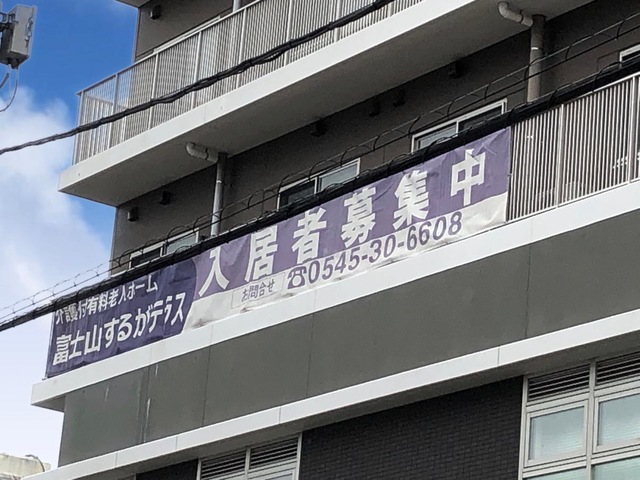 介護付有料老人ホーム
富士山するがテラス
入居者募集中
お問合せ ☎0545-30-6608